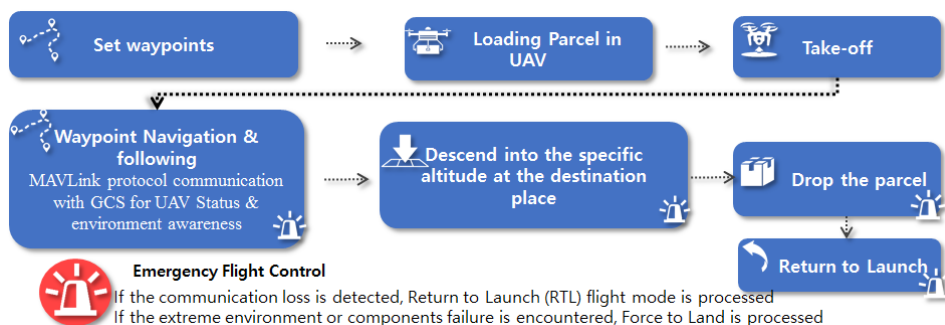 Set waypoints
Loading Parcel in
UAV
Take-off
Waypoint Navigation &
following
MAVLink protocol communication
with GCS for UAV Status &
environment awareness
Descend into the specific
altitude at the destination
place
Drop the parcel
Return to Launch
Emergency Flight Control
If the communication loss is detected, Return to Launch (RTL) flight mode is processed
If the extreme environment or components failure is encountered, Force to Land is processed